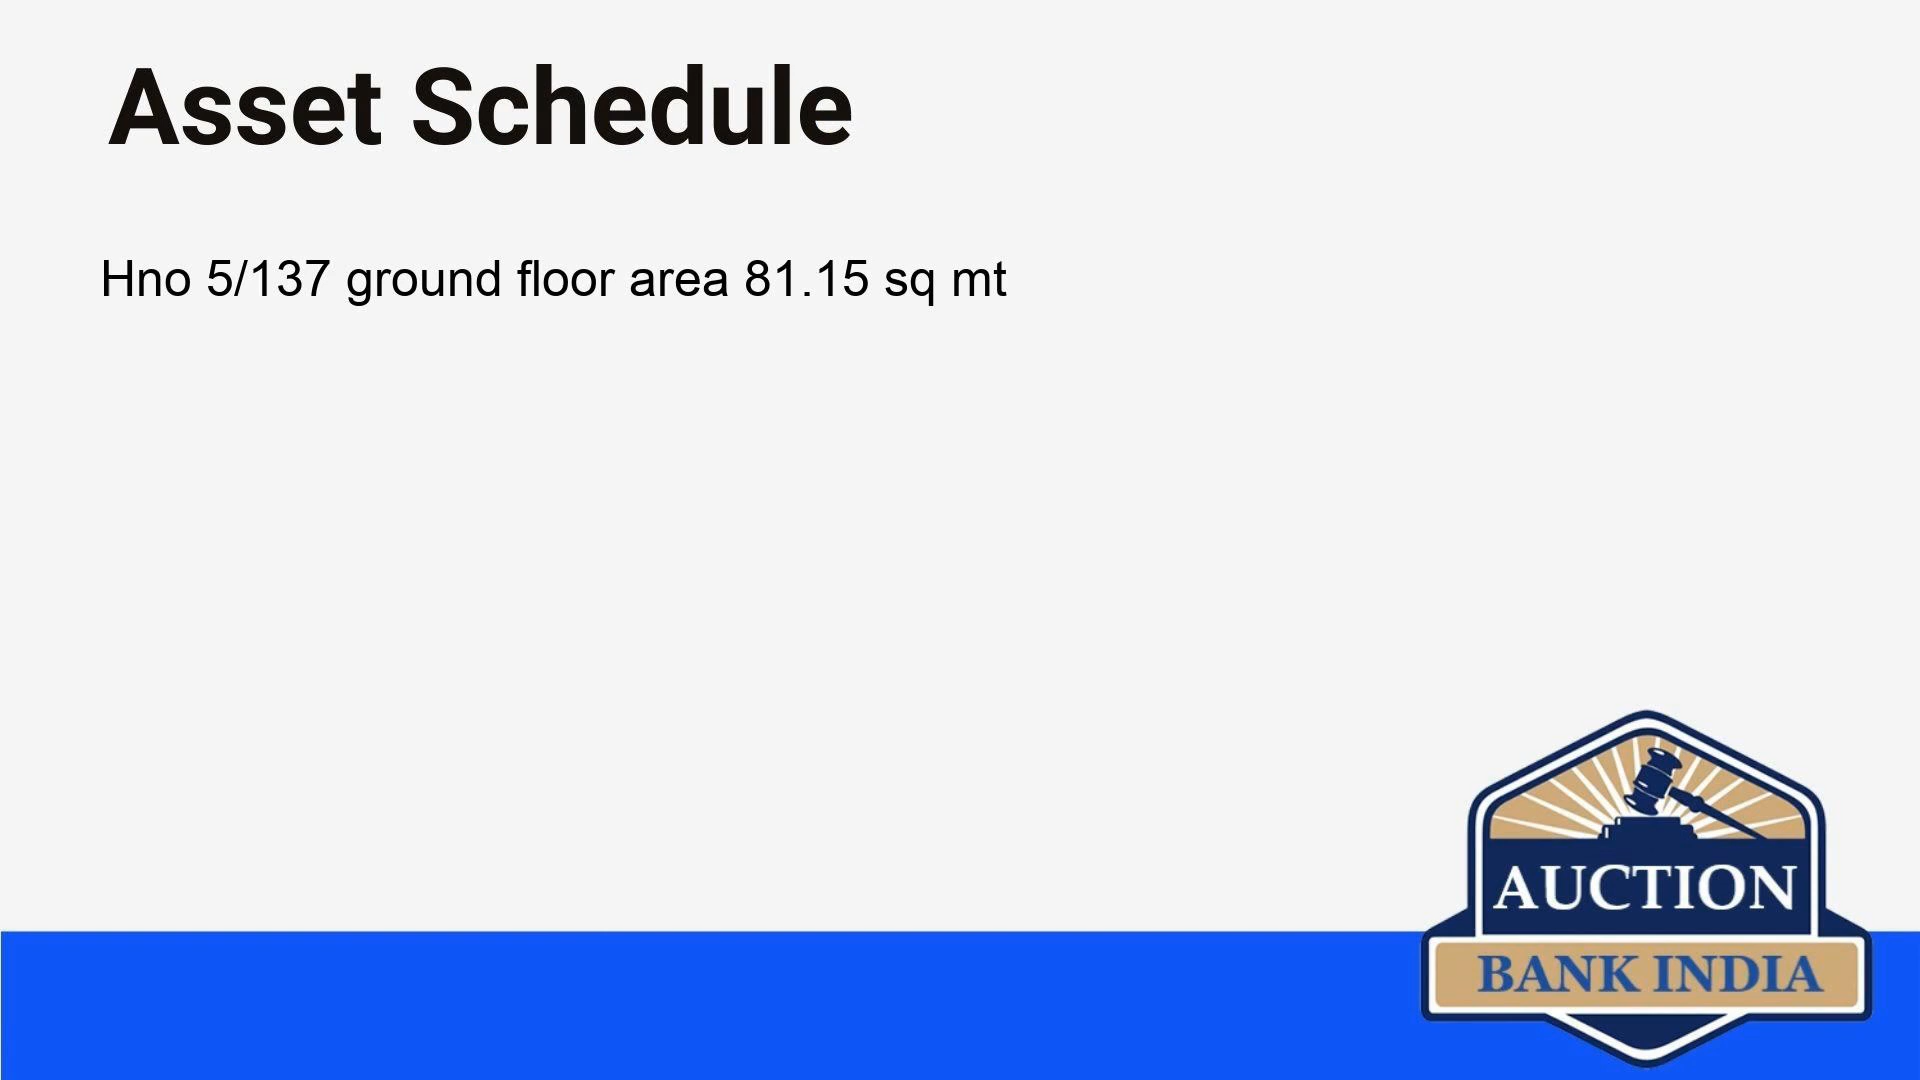 Asset Schedule
Hno 5/137 ground floor area 81.15 sq mt
AUCTION
BANK INDIA